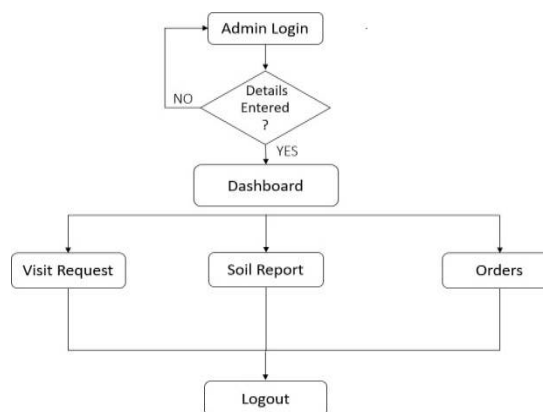 Admin Login
Details
Entered
?
NO
YES
Dashboard
Visit Request
Soil Report
Orders
Logout